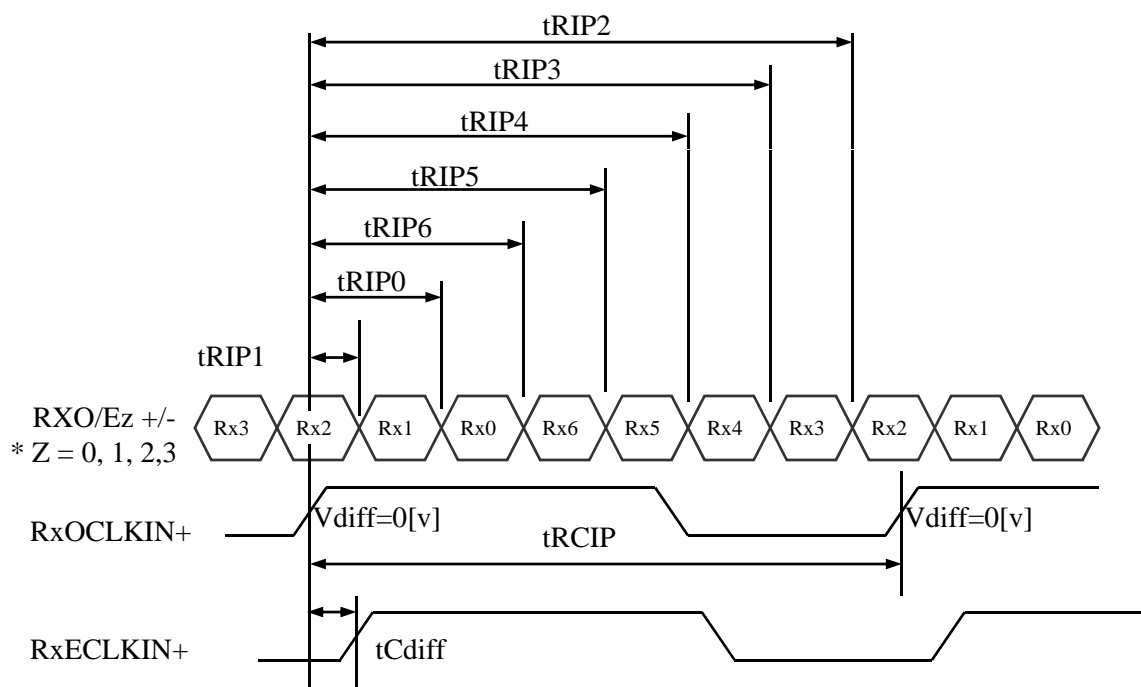 tRIP2
tRIP3
tRIP4
tRIP5
tRIP6
tRIP0
tRIP1
RXO/Ez +/-
* Z = 0, 1, 2,3
Rx3 Rx2 Rx1 Rx0 Rx6 Rx5 Rx4 Rx3 Rx2 Rx1 Rx0
RxOCLKIN+
Vdiff=0[v] Vdiff=0[v]
tRCIP
RxECLKIN+
tCdiff